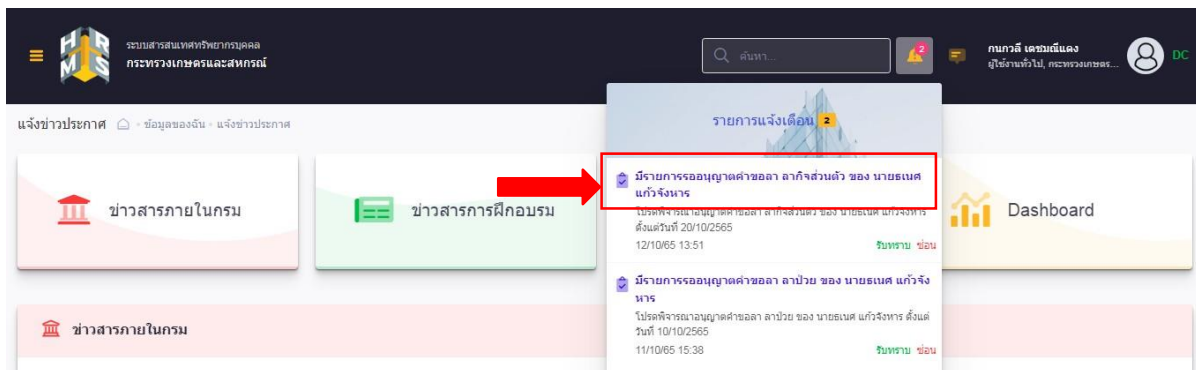 HR
MS
ระบบสารสนเทศทรัพยากรบุคคล
กระทรวงเกษตรและสหกรณ์
ค้นหา...
2
กนกวลี เดชมณีแดง
ผู้ใช้งานทั่วไป, กระทรวงเกษตร...
DC
แจ้งข่าวประกาศ - ข้อมูลของฉัน - แจ้งข่าวประกาศ
รายการแจ้งเตือน 2
ข่าวสารภายในกรม
ข่าวสารการฝึกอบรม
Dashboard
มีรายการรออนุญาตคำขอลา ลากิจส่วนตัว ของ นายธเนศ
แก้วจังหาร
โปรดพิจารณาอนุญาตคำขอลา ลากิจส่วนตัว ของ นายธเนศ แก้วจังหาร
ตั้งแต่วันที่ 20/10/2565
12/10/65 13:51 รับทราบ ซ่อน
มีรายการรออนุญาตคำขอลา ลาป่วย ของ นายธเนศ แก้วจัง
หาร
โปรดพิจารณาอนุญาตคำขอลา ลาป่วย ของ นายธเนศ แก้วจังหาร ตั้งแต่
วันที่ 10/10/2565
11/10/65 15:38 รับทราบ ซ่อน
ข่าวสารภายในกรม